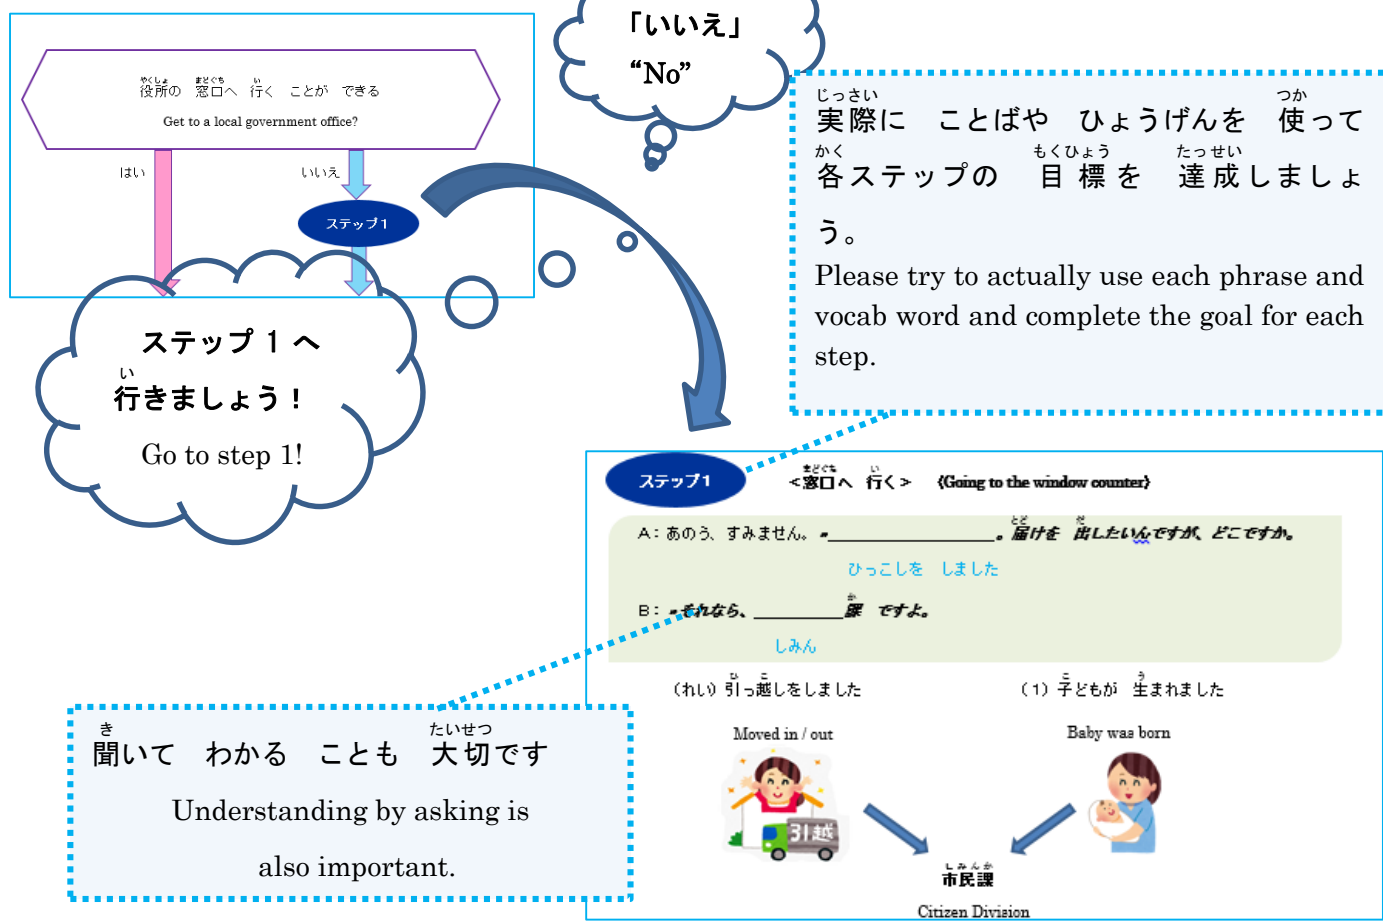 「いいえ」
“No”
役所の 窓口へ 行く ことが できる
やくしょ まどぐち い
Get to a local government office?
はい
いいえ
ステップ1
ステップ 1 へ
い
行きましょう！
Go to step 1!
じっさい つか
実際に ことばや ひょうげんを 使って
かく もくひょう たっせい
各ステップの 目標を 達成しましょ
う。
Please try to actually use each phrase and
vocab word and complete the goal for each
step.
ステップ1
まどぐち い
＜窓口へ 行く＞ {Going to the window counter}
とど だ
A：あのう、すみません。*＿＿＿＿＿＿＿＿。届けを 出したいんですが、どこですか。
ひっこしを しました
か
B：*それなら、＿＿＿＿＿課 ですよ。
しみん
ひ こ
（れい）引っ越しをしました
Moved in / out
引越
こ う
（1）子どもが 生まれました
Baby was born
しみんか
市民課
Citizen Division
き たいせつ
聞いて わかる ことも 大切です
Understanding by asking is
also important.